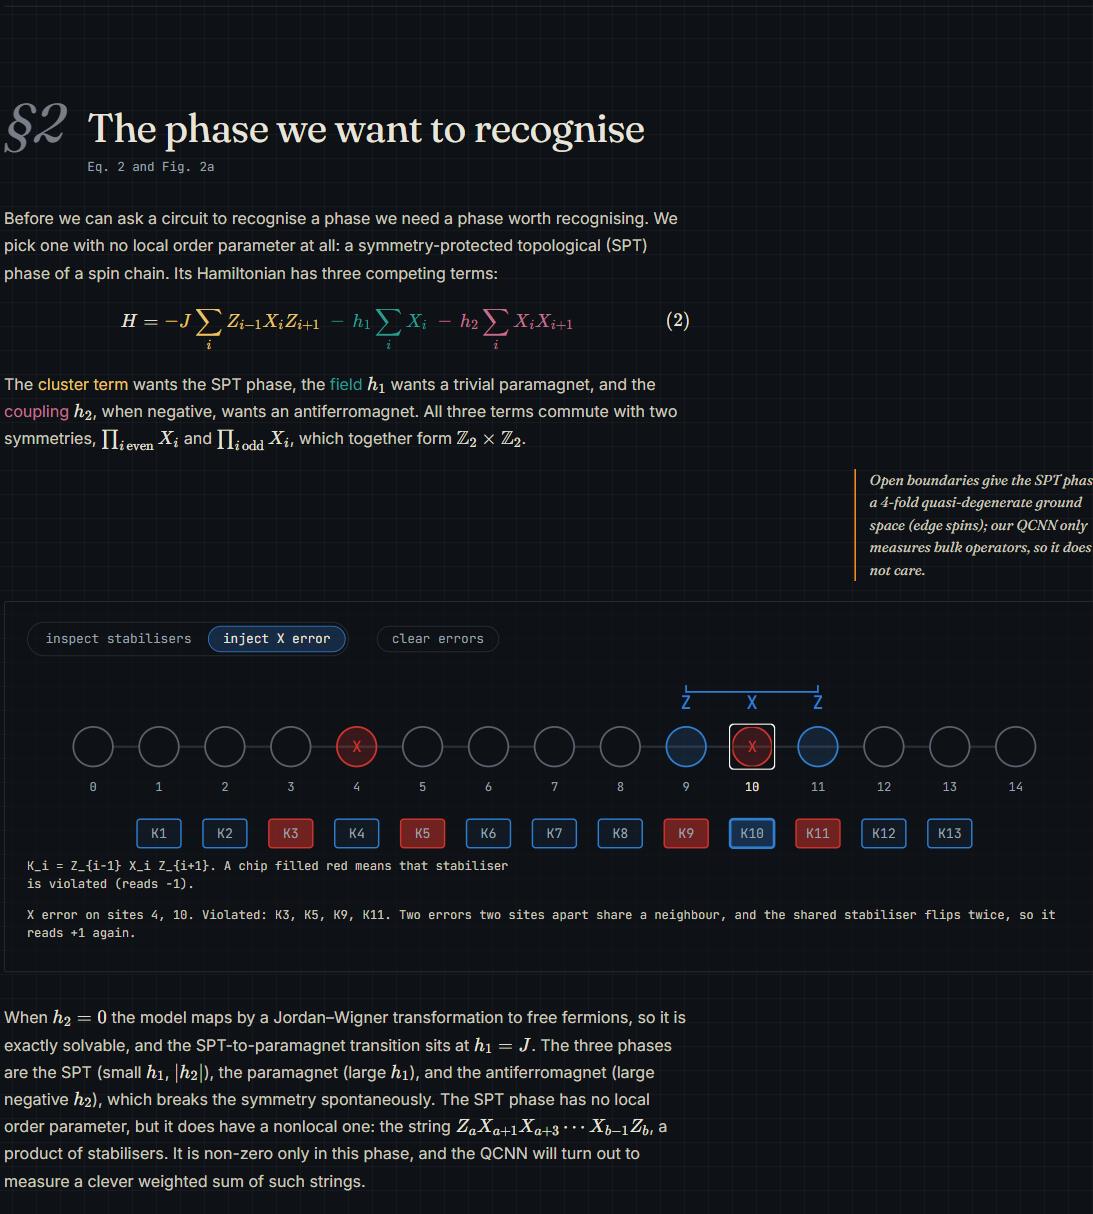 §2 The phase we want to recognise
Eq. 2 and Fig. 2a
Before we can ask a circuit to recognise a phase we need a phase worth recognising. We
pick one with no local order parameter at all: a symmetry-protected topological (SPT)
phase of a spin chain. Its Hamiltonian has three competing terms:
H = −J ∑_i Z_{i−1}X_iZ_{i+1} − h_1 ∑_i X_i − h_2 ∑_i X_iX_{i+1} (2)
The cluster term wants the SPT phase, the field h_1 wants a trivial paramagnet, and the
coupling h_2, when negative, wants an antiferromagnet. All three terms commute with two
symmetries, ∏_{i even} X_i and ∏_{i odd} X_i, which together form ℤ_2 × ℤ_2.
Open boundaries give the SPT phas
a 4-fold quasi-degenerate ground
space (edge spins); our QCNN only
measures bulk operators, so it does
not care.
inspect stabilisers inject X error clear errors
Z X Z
X X
0 1 2 3 4 5 6 7 8 9 10 11 12 13 14
K1 K2 K3 K4 K5 K6 K7 K8 K9 K10 K11 K12 K13
K_i = Z_{i-1} X_i Z_{i+1}. A chip filled red means that stabiliser
is violated (reads -1).
X error on sites 4, 10. Violated: K3, K5, K9, K11. Two errors two sites apart share a neighbour, and the shared stabiliser flips twice, so it
reads +1 again.
When h_2 = 0 the model maps by a Jordan–Wigner transformation to free fermions, so it is
exactly solvable, and the SPT-to-paramagnet transition sits at h_1 = J. The three phases
are the SPT (small h_1, |h_2|), the paramagnet (large h_1), and the antiferromagnet (large
negative h_2), which breaks the symmetry spontaneously. The SPT phase has no local
order parameter, but it does have a nonlocal one: the string Z_aX_{a+1}X_{a+3} ⋯ X_{b−1}Z_b, a
product of stabilisers. It is non-zero only in this phase, and the QCNN will turn out to
measure a clever weighted sum of such strings.